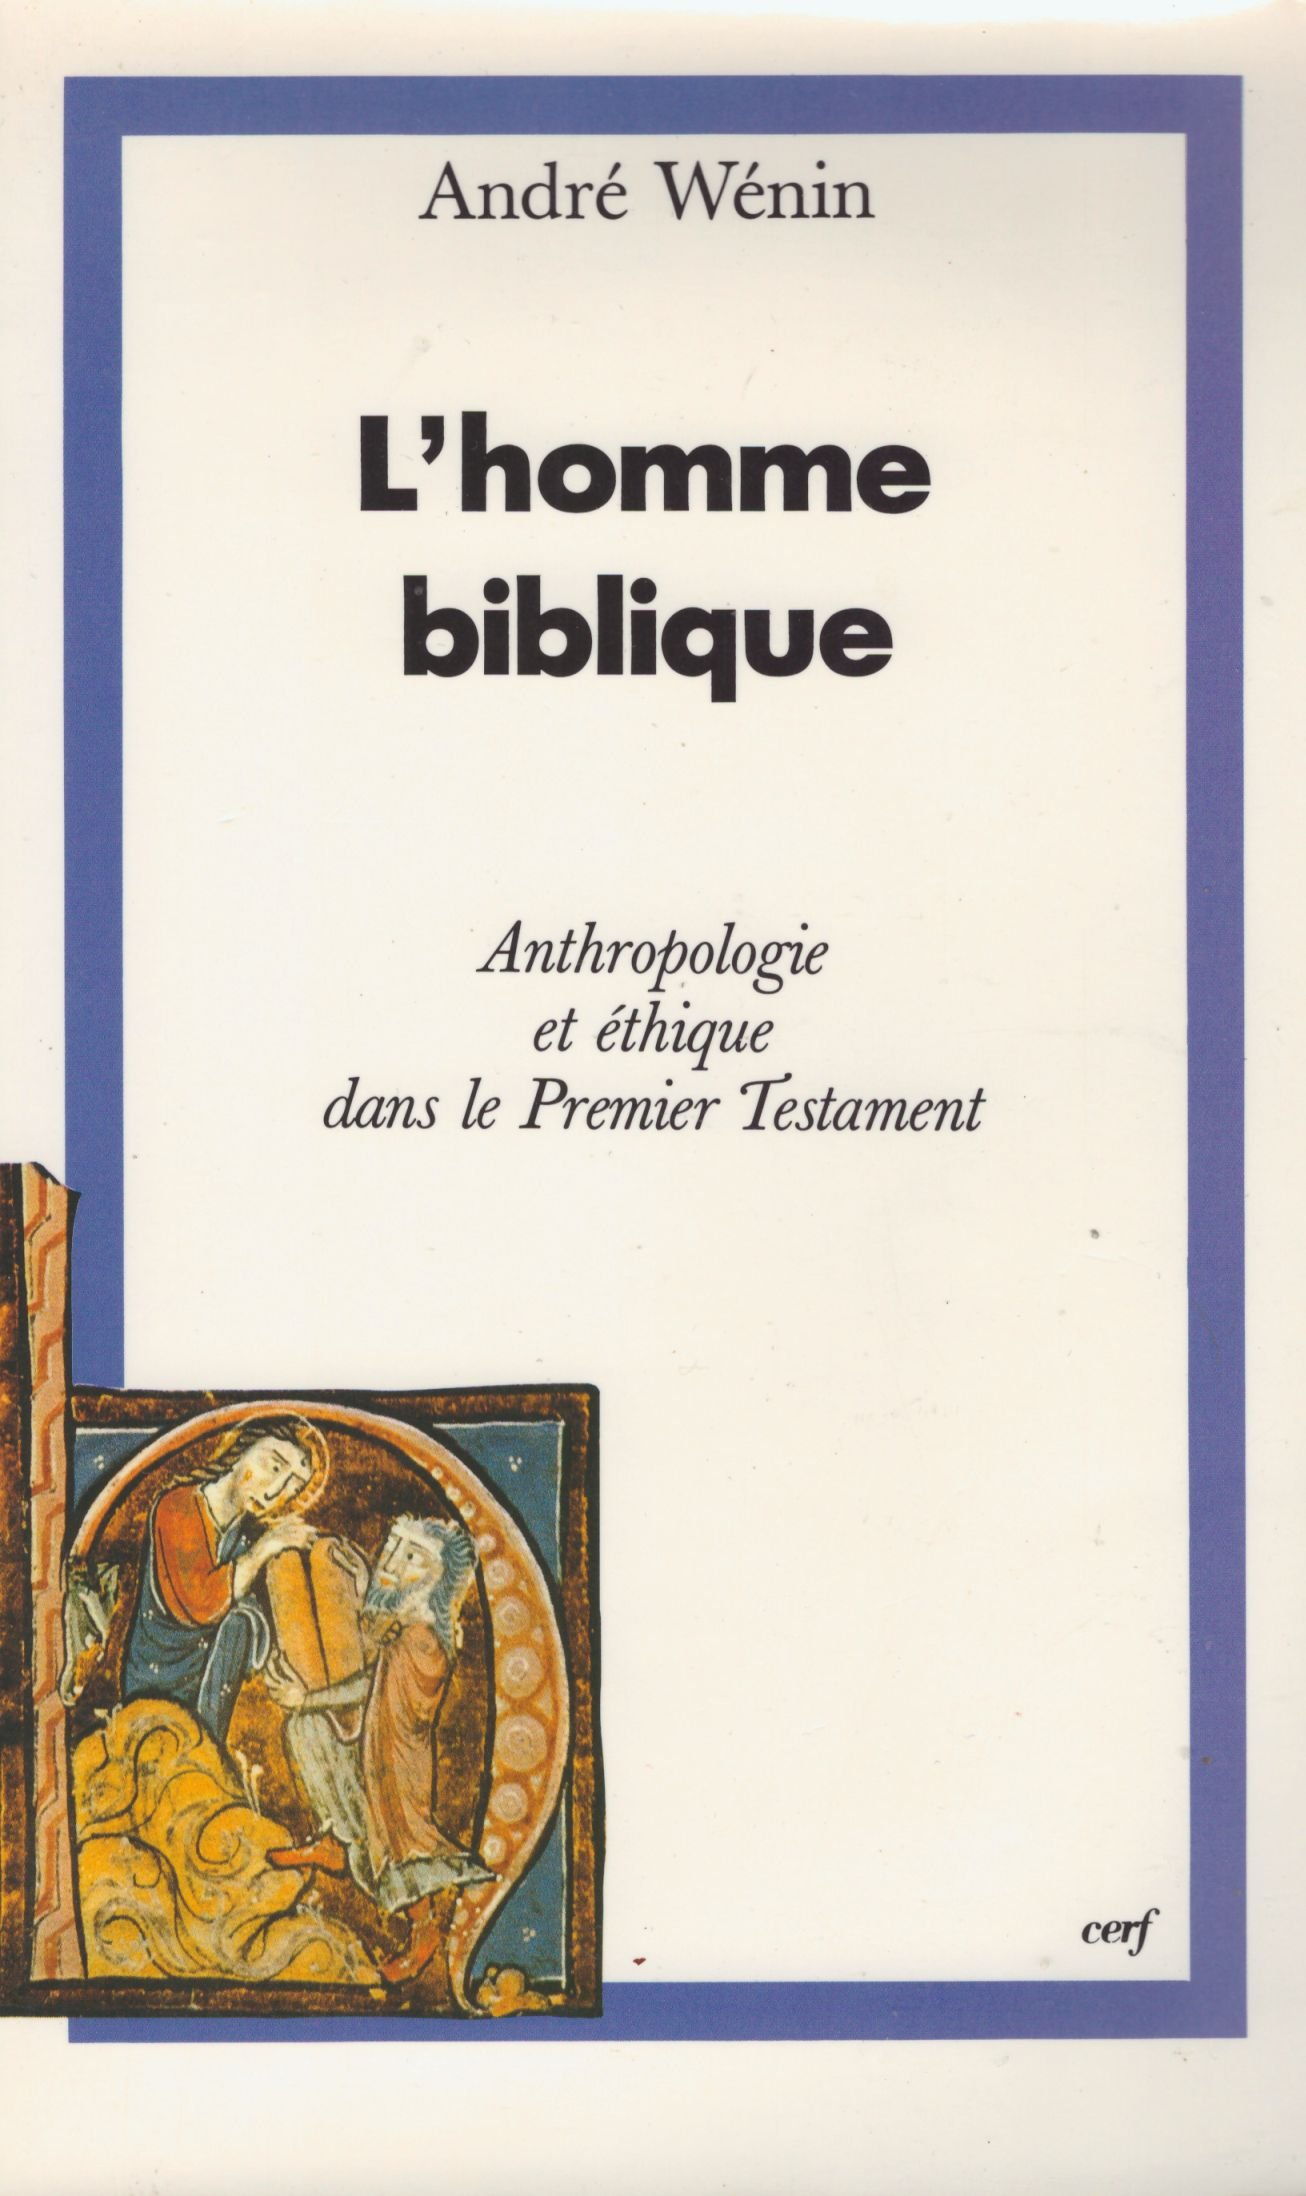 André Wénin
L'homme
biblique
Anthropologie
et éthique
dans le Premier Testament
cerf